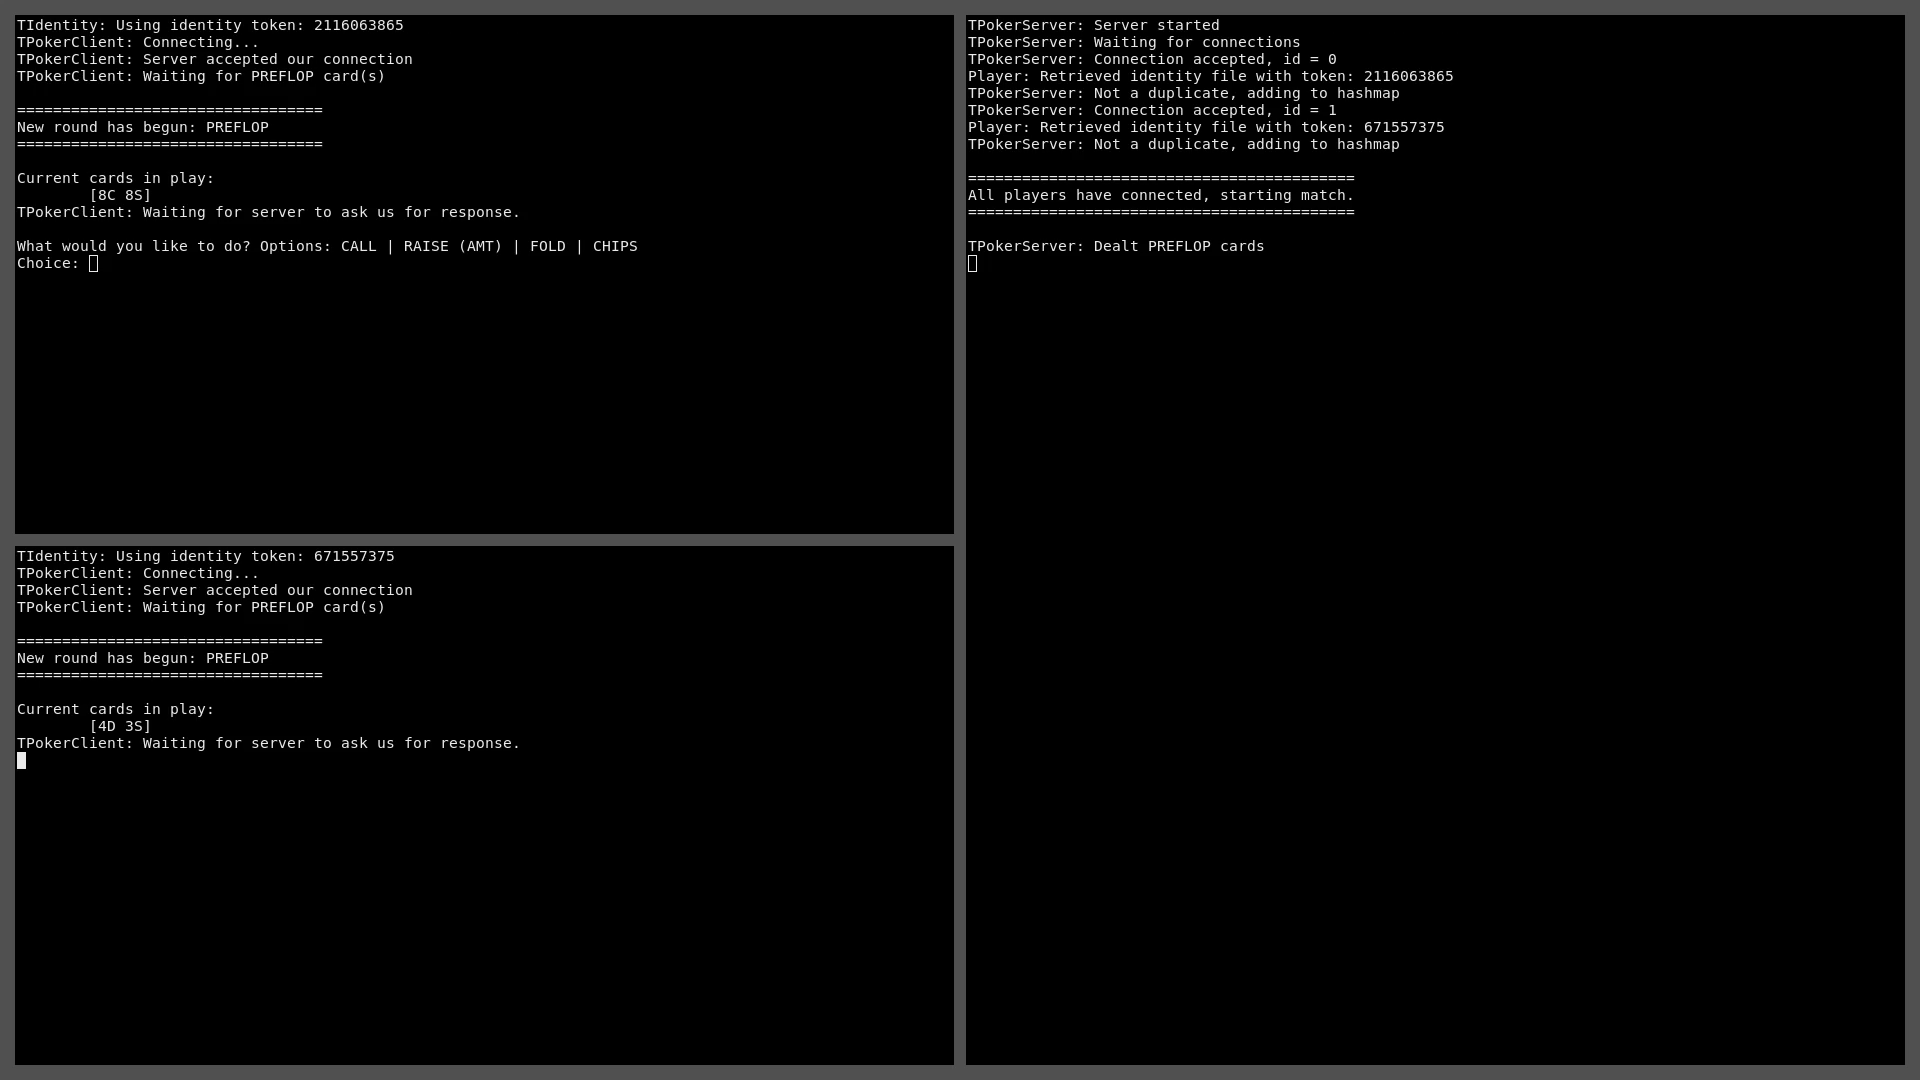 TIdentity: Using identity token: 2116063865
TPokerClient: Connecting...
TPokerClient: Server accepted our connection
TPokerClient: Waiting for PREFLOP card(s)
==================================
New round has begun: PREFLOP
==================================
Current cards in play:
[8C 8S]
TPokerClient: Waiting for server to ask us for response.
What would you like to do? Options: CALL | RAISE (AMT) | FOLD | CHIPS
Choice:
TIdentity: Using identity token: 671557375
TPokerClient: Connecting...
TPokerClient: Server accepted our connection
TPokerClient: Waiting for PREFLOP card(s)
==================================
New round has begun: PREFLOP
==================================
Current cards in play:
[4D 3S]
TPokerClient: Waiting for server to ask us for response.
TPokerServer: Server started
TPokerServer: Waiting for connections
TPokerServer: Connection accepted, id = 0
Player: Retrieved identity file with token: 2116063865
TPokerServer: Not a duplicate, adding to hashmap
TPokerServer: Connection accepted, id = 1
Player: Retrieved identity file with token: 671557375
TPokerServer: Not a duplicate, adding to hashmap
===========================================
All players have connected, starting match.
===========================================
TPokerServer: Dealt PREFLOP cards